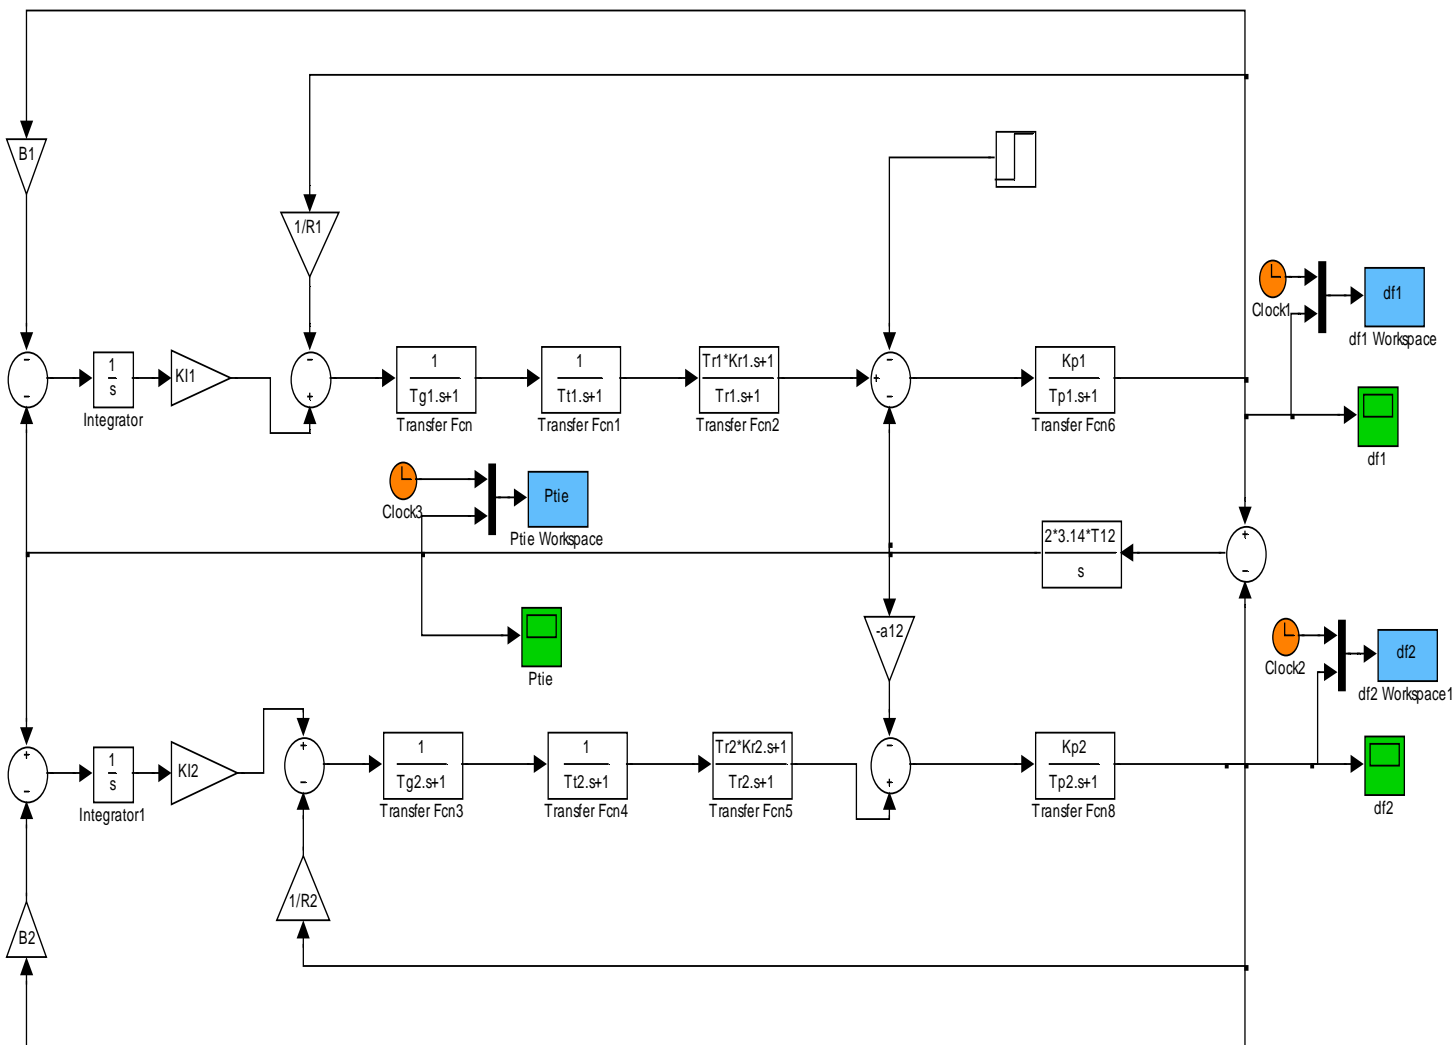 B1
1/R1
Clock1
df1
df1 Workspace
-
-
1
s
Integrator
KI1
-
+
1
Tg1.s+1
Transfer Fcn
1
Tt1.s+1
Transfer Fcn1
Tr1*Kr1.s+1
Tr1.s+1
Transfer Fcn2
-
+
-
Kp1
Tp1.s+1
Transfer Fcn6
df1
Clock3
Ptie
Ptie Workspace
2*3.14*T12
s
+
-
Ptie
-a12
Clock2
df2
df2 Workspace1
+
-
1
s
Integrator1
KI2
+
-
1
Tg2.s+1
Transfer Fcn3
1
Tt2.s+1
Transfer Fcn4
Tr2*Kr2.s+1
Tr2.s+1
Transfer Fcn5
-
+
Kp2
Tp2.s+1
Transfer Fcn8
df2
1/R2
B2